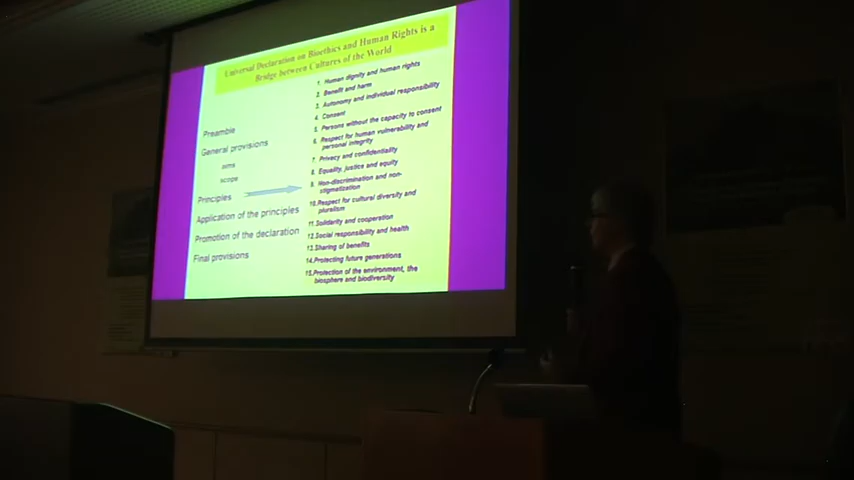 Universal Declaration on Bioethics and Human Rights is a
Bridge between Cultures of the World
Preamble
General provisions
aims
scope
Principles
Application of the principles
Promotion of the declaration
Final provisions
1. Human dignity and human rights
2. Benefit and harm
3. Autonomy and individual responsibility
4. Consent
5. Persons without the capacity to consent
6. Respect for human vulnerability and
personal integrity
7. Privacy and confidentiality
8. Equality, justice and equity
9. Non-discrimination and non-
stigmatization
10. Respect for cultural diversity and
pluralism
11. Solidarity and cooperation
12. Social responsibility and health
13. Sharing of benefits
14. Protecting future generations
15. Protection of the environment, the
biosphere and biodiversity